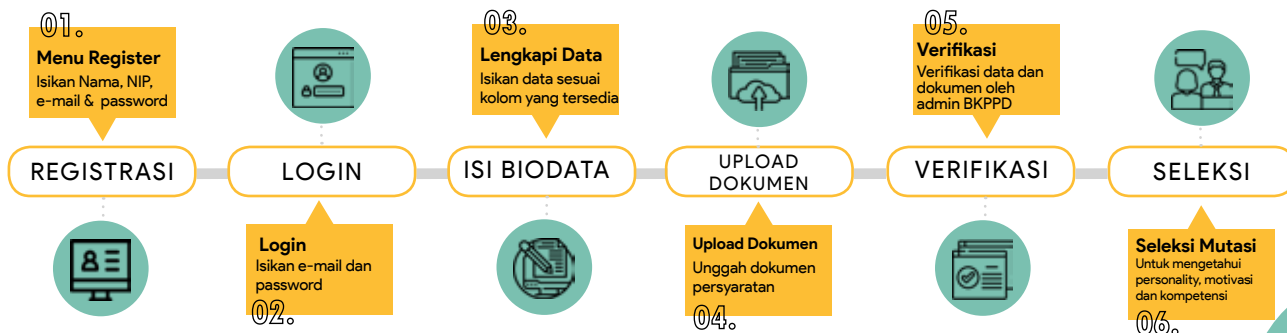 01.
Menu Register
Isikan Nama, NIP,
e-mail & password
REGISTRASI
LOGIN
Login
Isikan e-mail dan
password
02.
03.
Lengkapi Data
Isikan data sesuai
kolom yang tersedia
ISI BIODATA
UPLOAD
DOKUMEN
Upload Dokumen
Unggah dokumen
persyaratan
04.
05.
Verifikasi
Verifikasi data dan
dokumen oleh
admin BKPPD
VERIFIKASI
SELEKSI
Seleksi Mutasi
Untuk mengetahui
personality, motivasi
dan kompetensi
06.